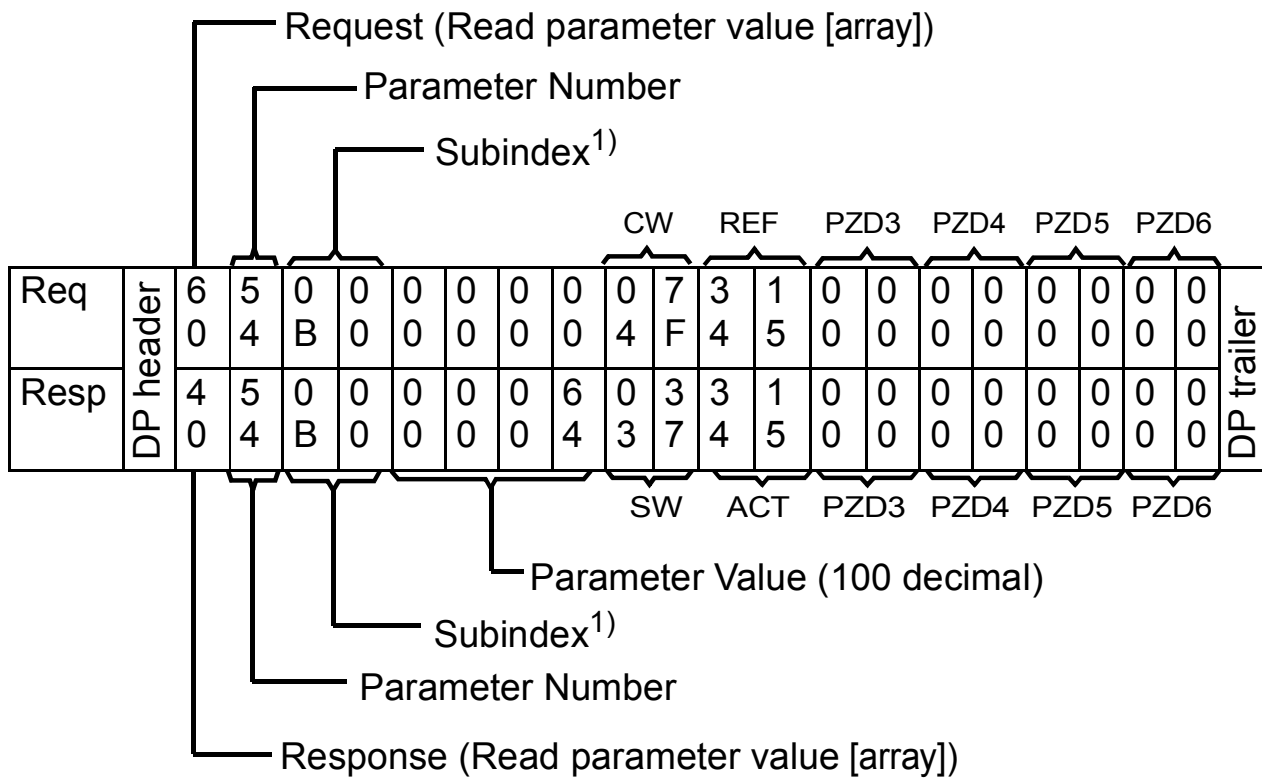 Request (Read parameter value [array])
Parameter Number
Subindex1)
CW REF PZD3 PZD4 PZD5 PZD6
Req DP header 6 5 0 0 0 0 0 0 0 7 3 1 0 0 0 0 0 0 0 0 DP trailer
0 4 B 0 0 0 0 0 4 F 4 5 0 0 0 0 0 0 0 0
Resp 4 5 0 0 0 0 0 6 0 3 3 1 0 0 0 0 0 0 0 0
0 4 B 0 0 0 0 4 3 7 4 5 0 0 0 0 0 0 0 0
SW ACT PZD3 PZD4 PZD5 PZD6
Parameter Value (100 decimal)
Subindex1)
Parameter Number
Response (Read parameter value [array])